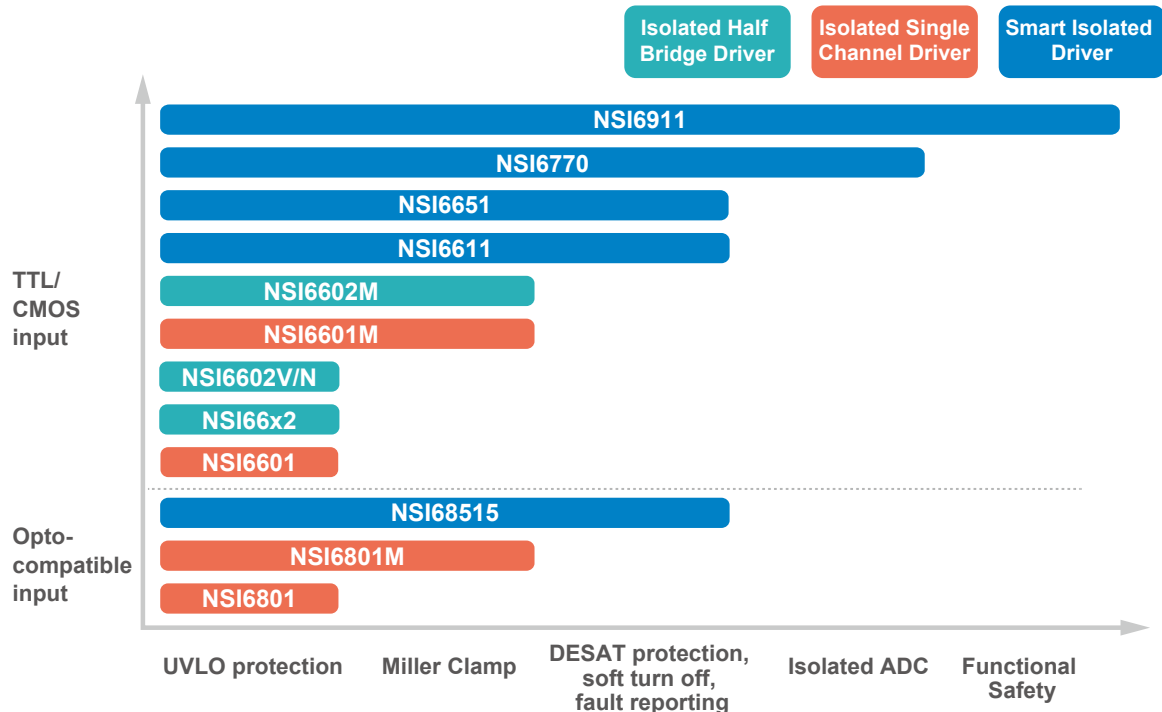 Isolated Half
Bridge Driver
Isolated Single
Channel Driver
Smart Isolated
Driver
NSI6911
NSI6770
NSI6651
NSI6611
TTL/
CMOS
input
NSI6602M
NSI6601M
NSI6602V/N
NSI66x2
NSI6601
Opto-
compatible
input
NSI68515
NSI6801M
NSI6801
UVLO protection
Miller Clamp
DESAT protection,
soft turn off,
fault reporting
Isolated ADC
Functional
Safety